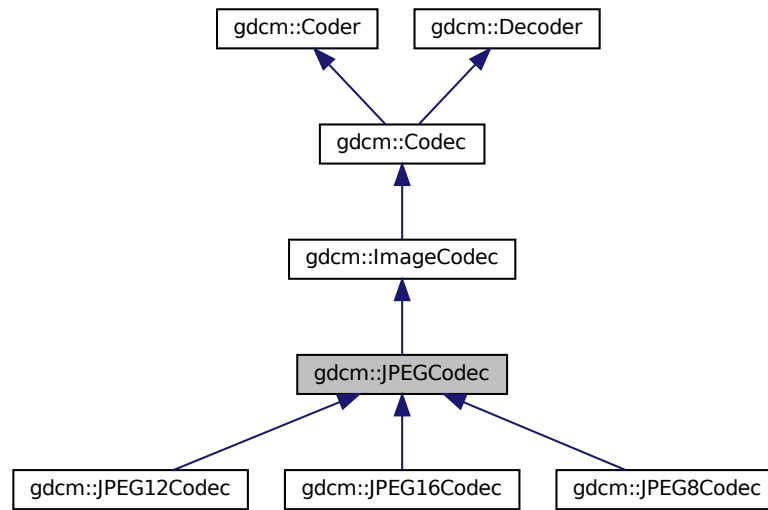 gdcm::Coder
gdcm::Decoder
gdcm::Codec
gdcm::ImageCodec
gdcm::JPEGCodec
gdcm::JPEG12Codec
gdcm::JPEG16Codec
gdcm::JPEG8Codec